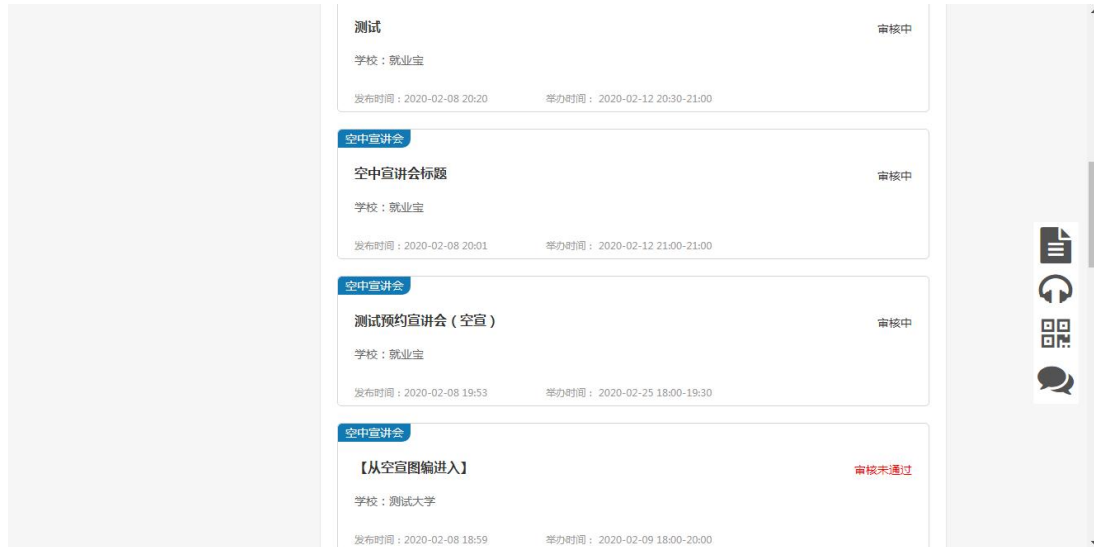 测试
审核中
学校：就业宝
发布时间：2020-02-08 20:20 举办时间： 2020-02-12 20:30-21:00
空中宣讲会
空中宣讲会标题
审核中
学校：就业宝
发布时间：2020-02-08 20:01 举办时间： 2020-02-12 21:00-21:00
空中宣讲会
测试预约宣讲会（空宣）
审核中
学校：就业宝
发布时间：2020-02-08 19:53 举办时间： 2020-02-25 18:00-19:30
空中宣讲会
【从空宣图编进入】
审核未通过
学校：测试大学
发布时间：2020-02-08 18:59 举办时间： 2020-02-09 18:00-20:00